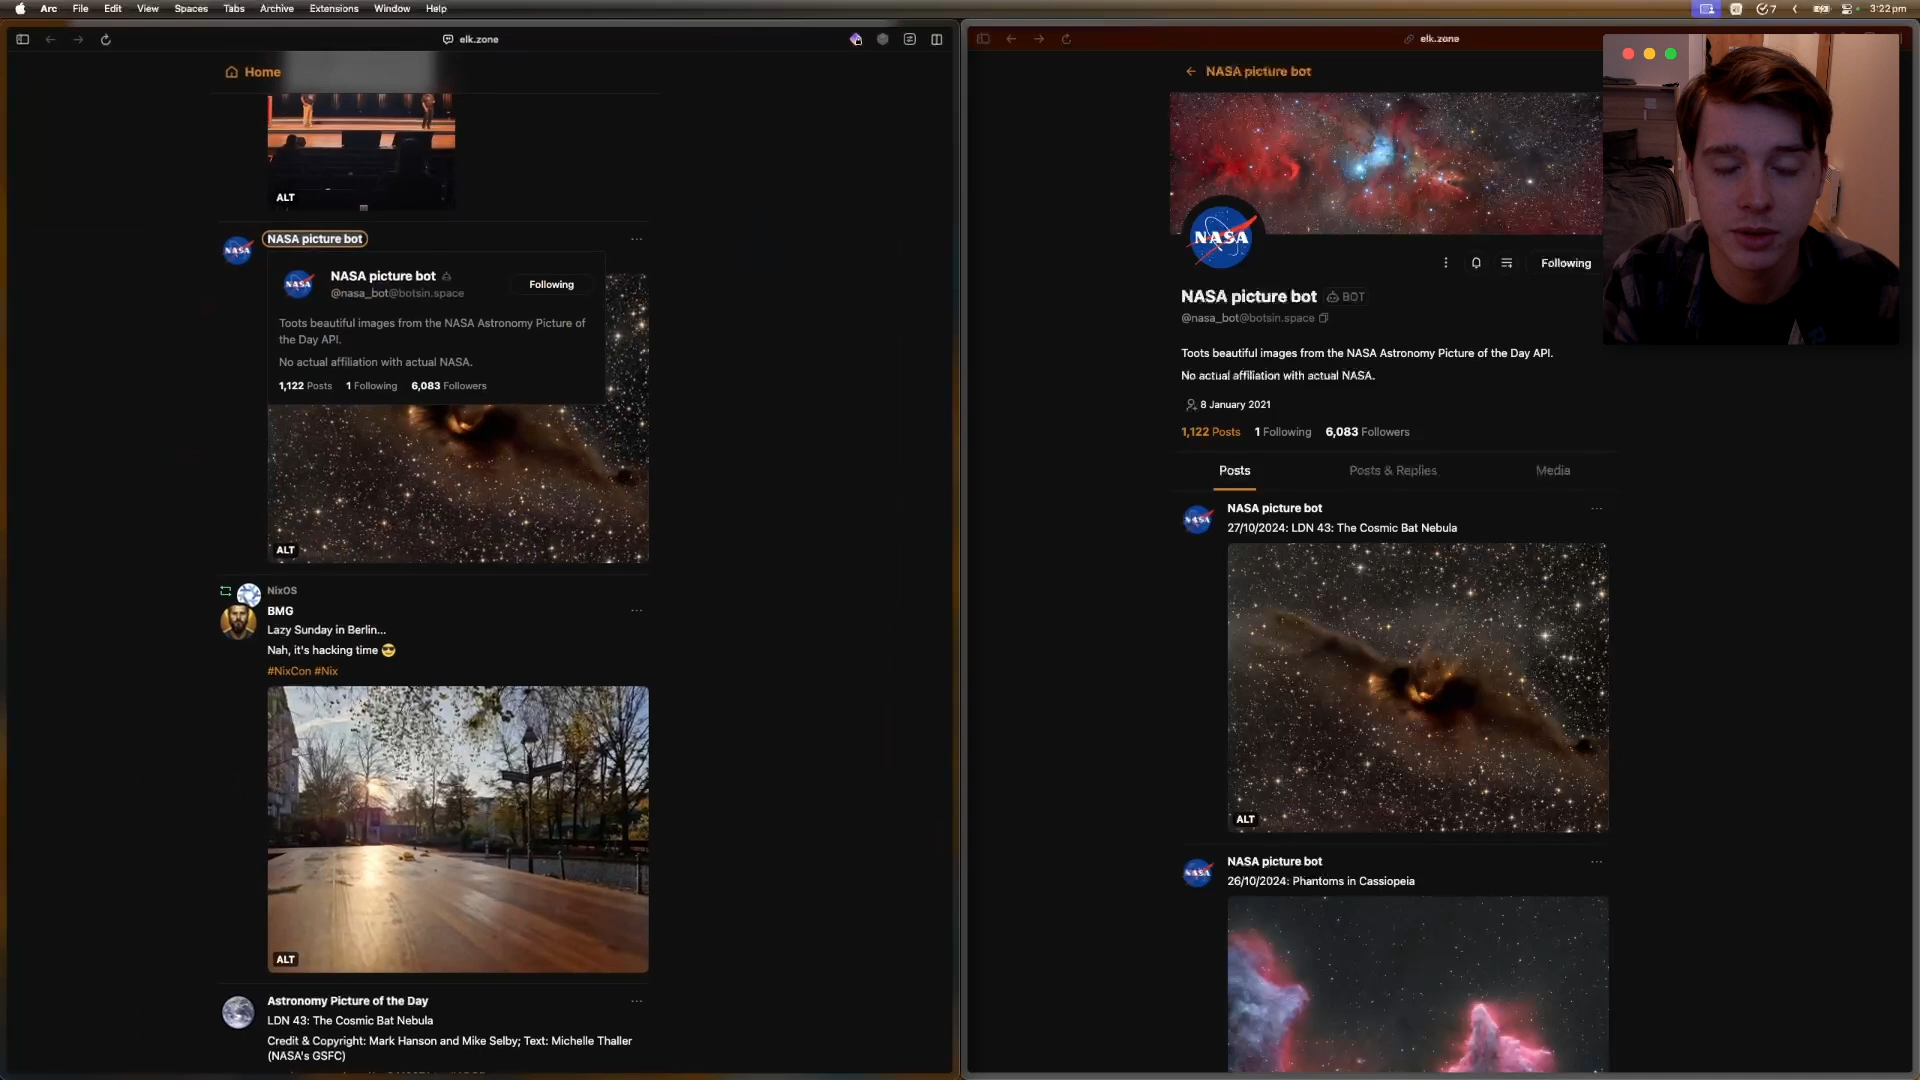 Arc File Edit View Spaces Tabs Archive Extensions Window Help
7
3:22pm
elk.zone
Home
ALT
NASA picture bot
NASA
NASA picture bot
@nasa_bot@botsin.space
Following
Toots beautiful images from the NASA Astronomy Picture of
the Day API.
No actual affiliation with actual NASA.
1,122 Posts 1 Following 6,083 Followers
ALT
NixOS
BMG
Lazy Sunday in Berlin...
Nah, it's hacking time 😎
#NixCon #Nix
ALT
Astronomy Picture of the Day
LDN 43: The Cosmic Bat Nebula
Credit & Copyright: Mark Hanson and Mike Selby; Text: Michelle Thaller
(NASA's GSFC)
elk.zone
NASA picture bot
NASA
Following
NASA picture bot BOT
@nasa_bot@botsin.space
Toots beautiful images from the NASA Astronomy Picture of the Day API.
No actual affiliation with actual NASA.
8 January 2021
1,122 Posts 1 Following 6,083 Followers
Posts Posts & Replies Media
NASA picture bot
27/10/2024: LDN 43: The Cosmic Bat Nebula
ALT
NASA picture bot
26/10/2024: Phantoms in Cassiopeia